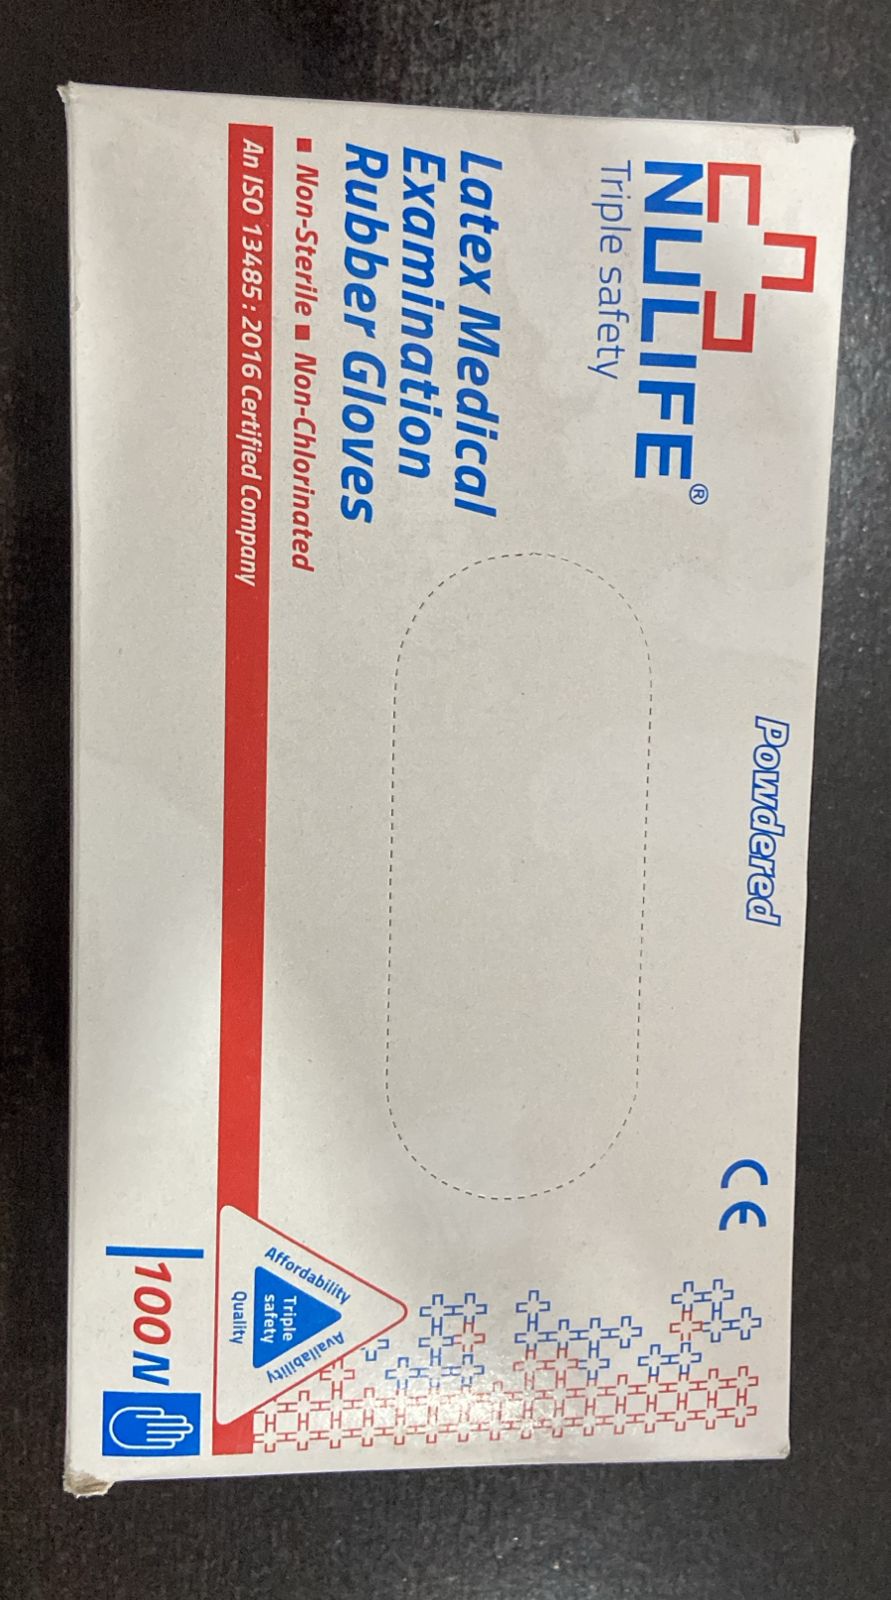 NULIFE®
Triple safety
Powdered
CE
Latex Medical
Examination
Rubber Gloves
▪ Non-Sterile ▪ Non-Chlorinated
An ISO 13485 : 2016 Certified Company
Affordability
Availability
Triple
safety
Quality
100 N